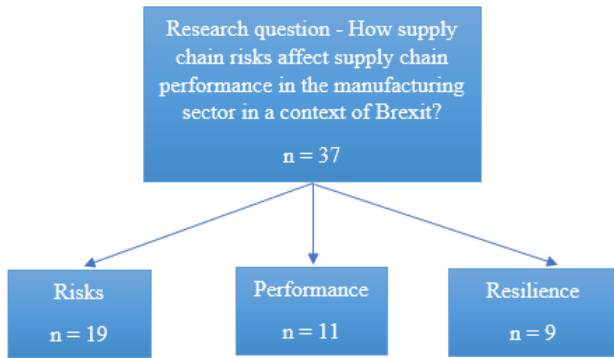 Research question - How supply
chain risks affect supply chain
performance in the manufacturing
sector in a context of Brexit?
n = 37
Risks
n = 19
Performance
n = 11
Resilience
n = 9